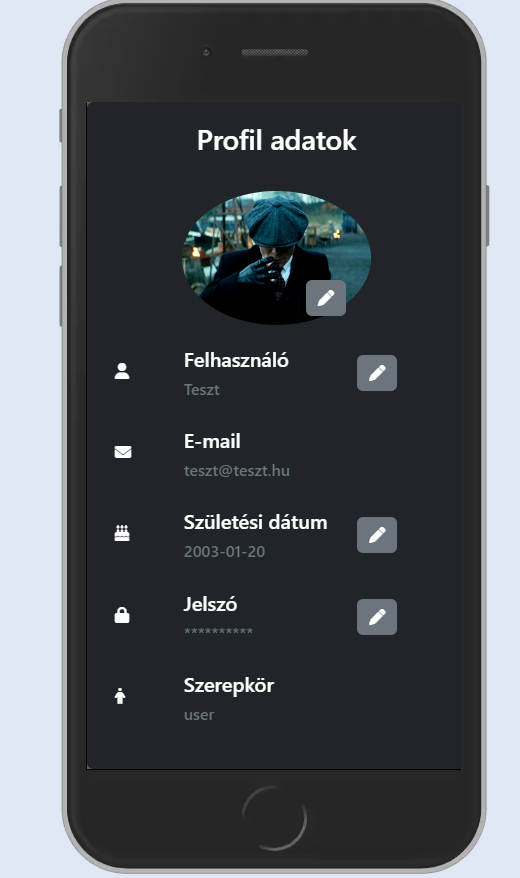 Profil adatok
Felhasználó
Teszt
E-mail
teszt@teszt.hu
Születési dátum
2003-01-20
Jelszó
**********
Szerepkör
user